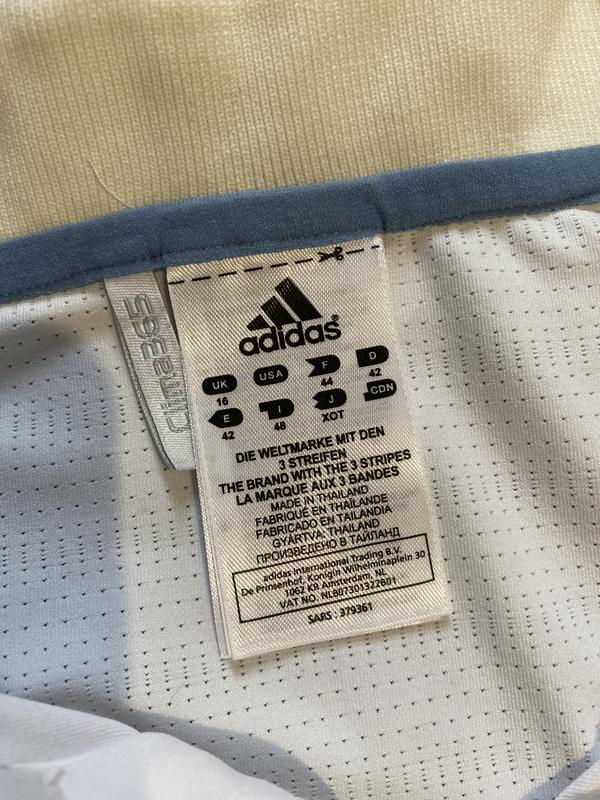 clima365
adidas
UK USA F D
16 44 42
E I J CDN
42 48 XOT
DIE WELTMARKE MIT DEN
3 STREIFEN
THE BRAND WITH THE 3 STRIPES
LA MARQUE AUX 3 BANDES
MADE IN THAILAND
FABRIQUÉ EN THAILANDE
FABRICADO EN TAILANDIA
GYÁRTVA: THAILAND
ПРОИЗВЕДЕНО В ТАЙЛАНД
adidas International Trading B.V.
De Prinsenhof, Konigin Wilhelminaplein 30
1062 KR Amsterdam, NL
VAT NO. NL807301322B01
SARS : 379361